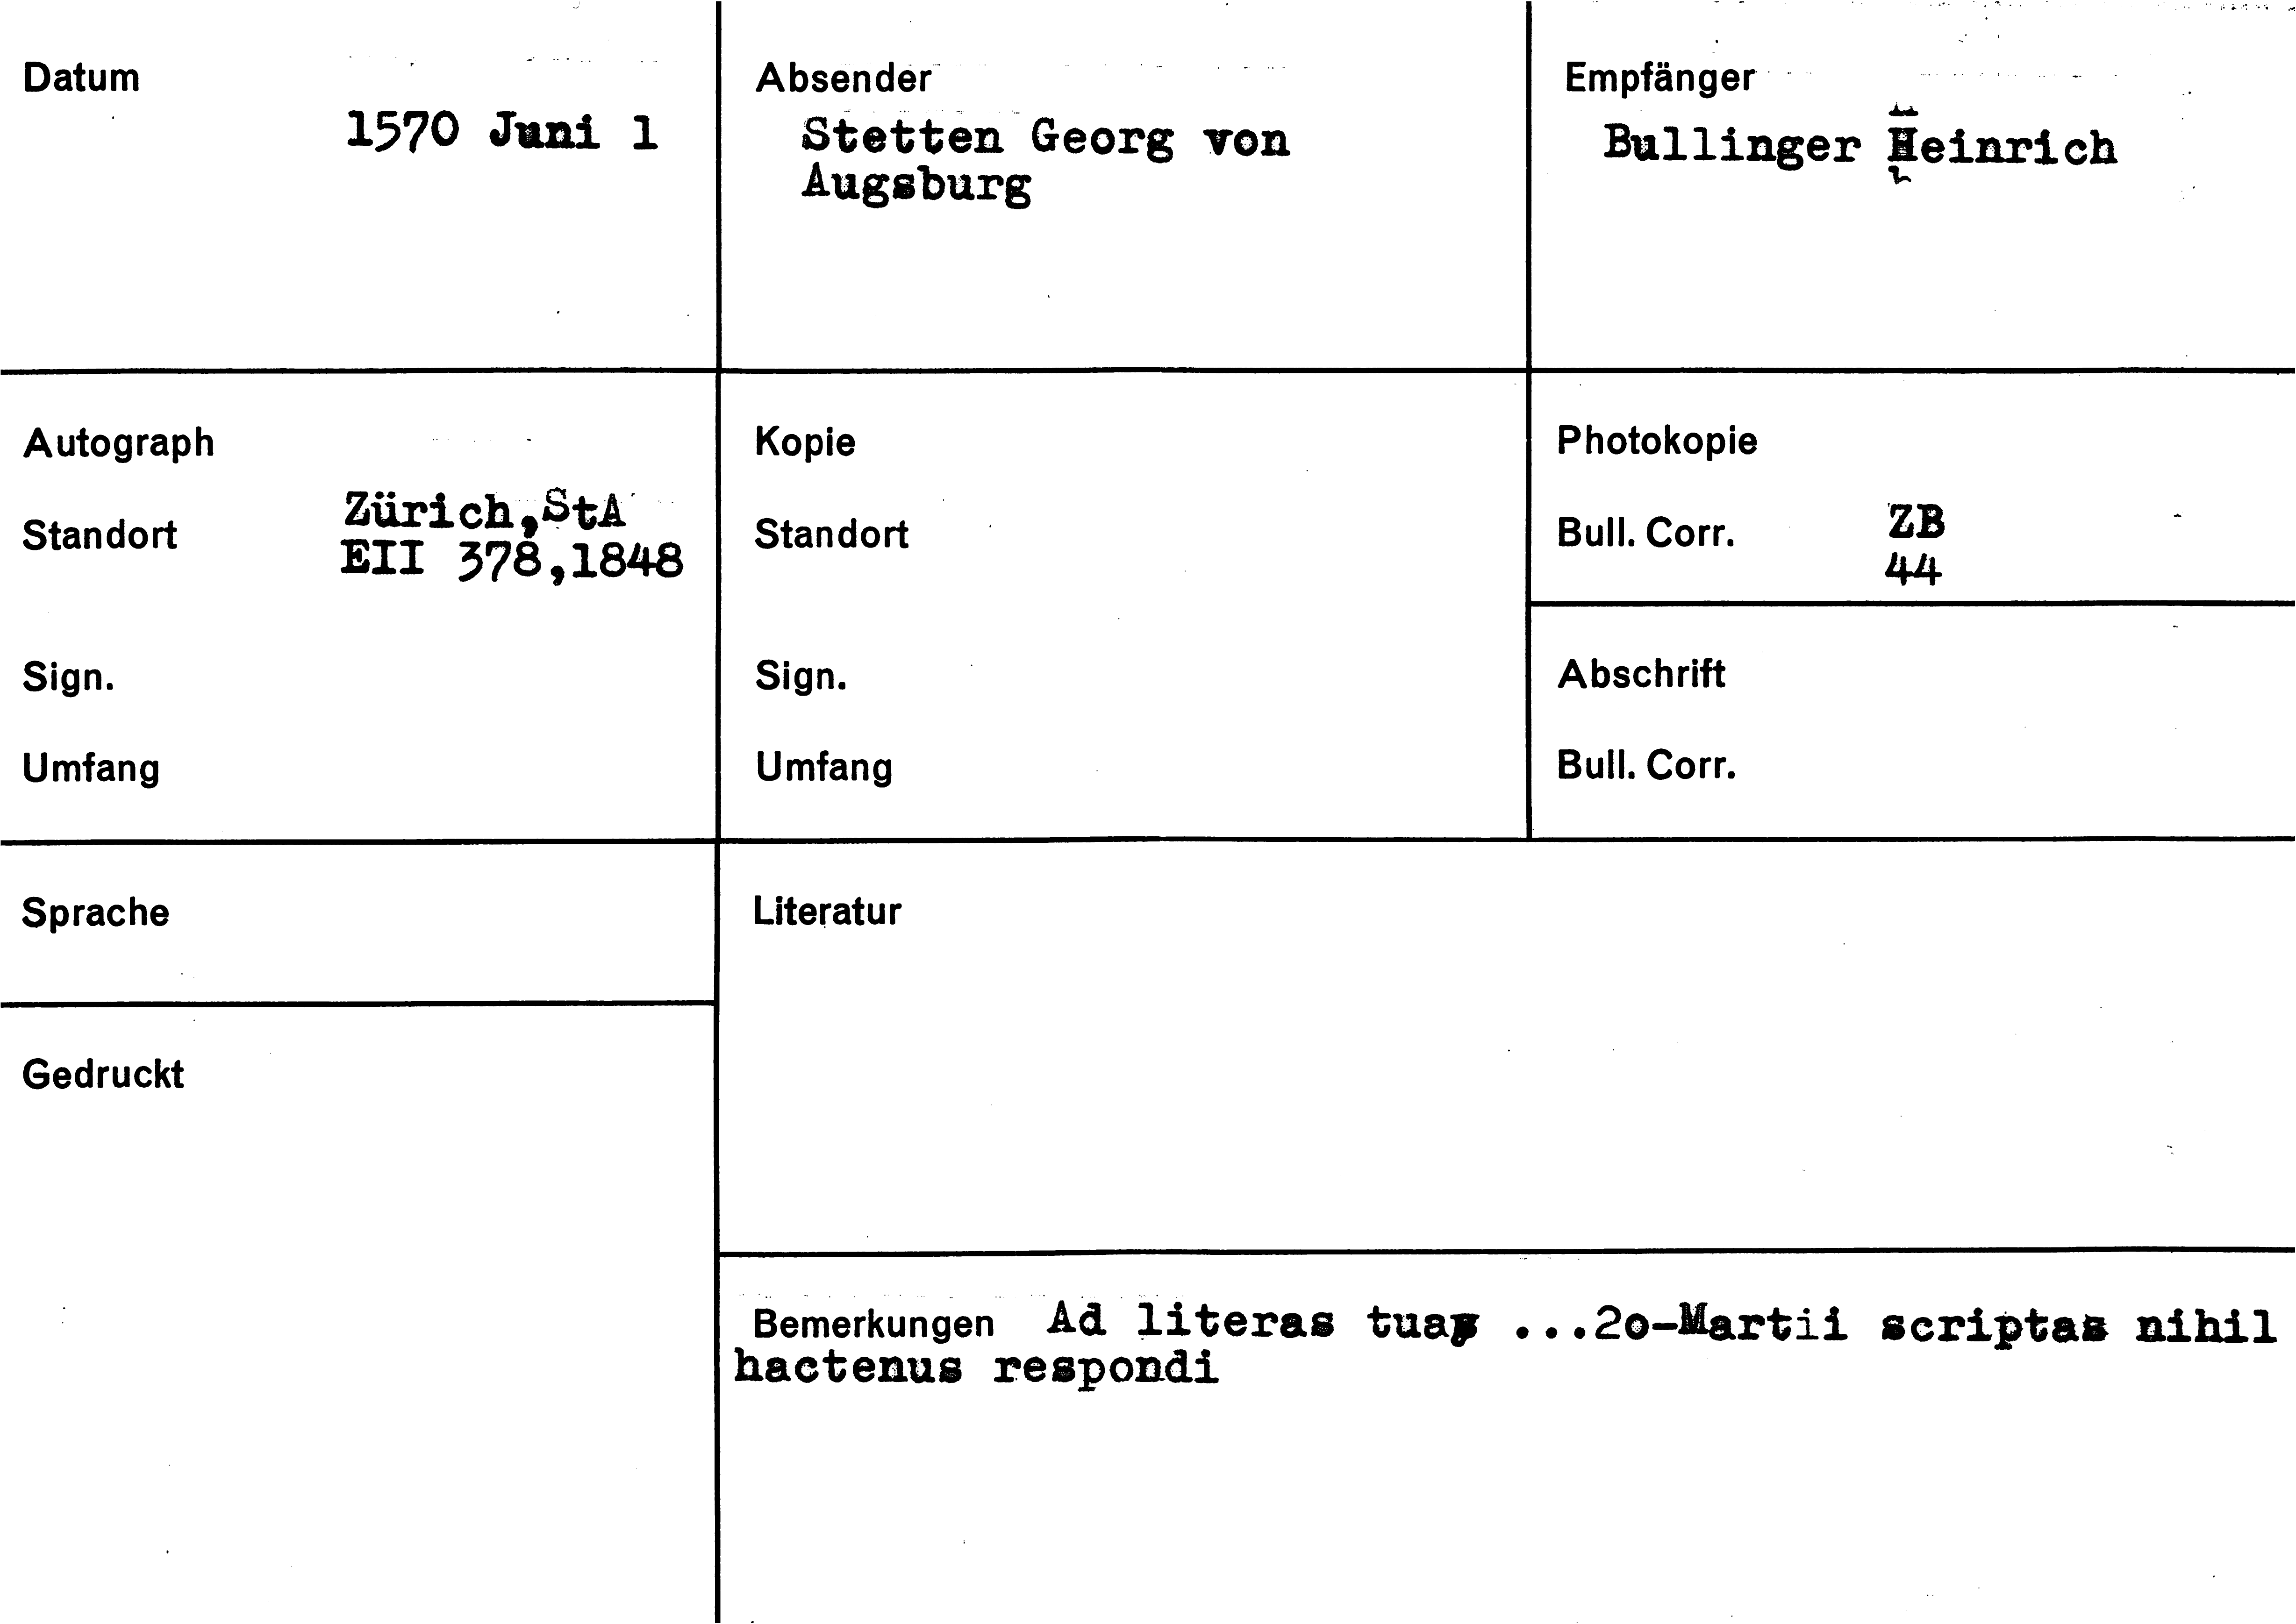 Datum
1570 Juni 1
Absender
Stetten Georg von
Augsburg
Empfänger
Bullinger Heinrich
Autograph
Standort
Zürich,StA
EII 378,1848
Sign.
Umfang
Kopie
Standort
Sign.
Umfang
Photokopie
Bull. Corr.
ZB
44
Abschrift
Bull. Corr.
Sprache
Literatur
Gedruckt
Bemerkungen Ad literas tuas ...2o-Martii scriptas nihil
hactenus respondi